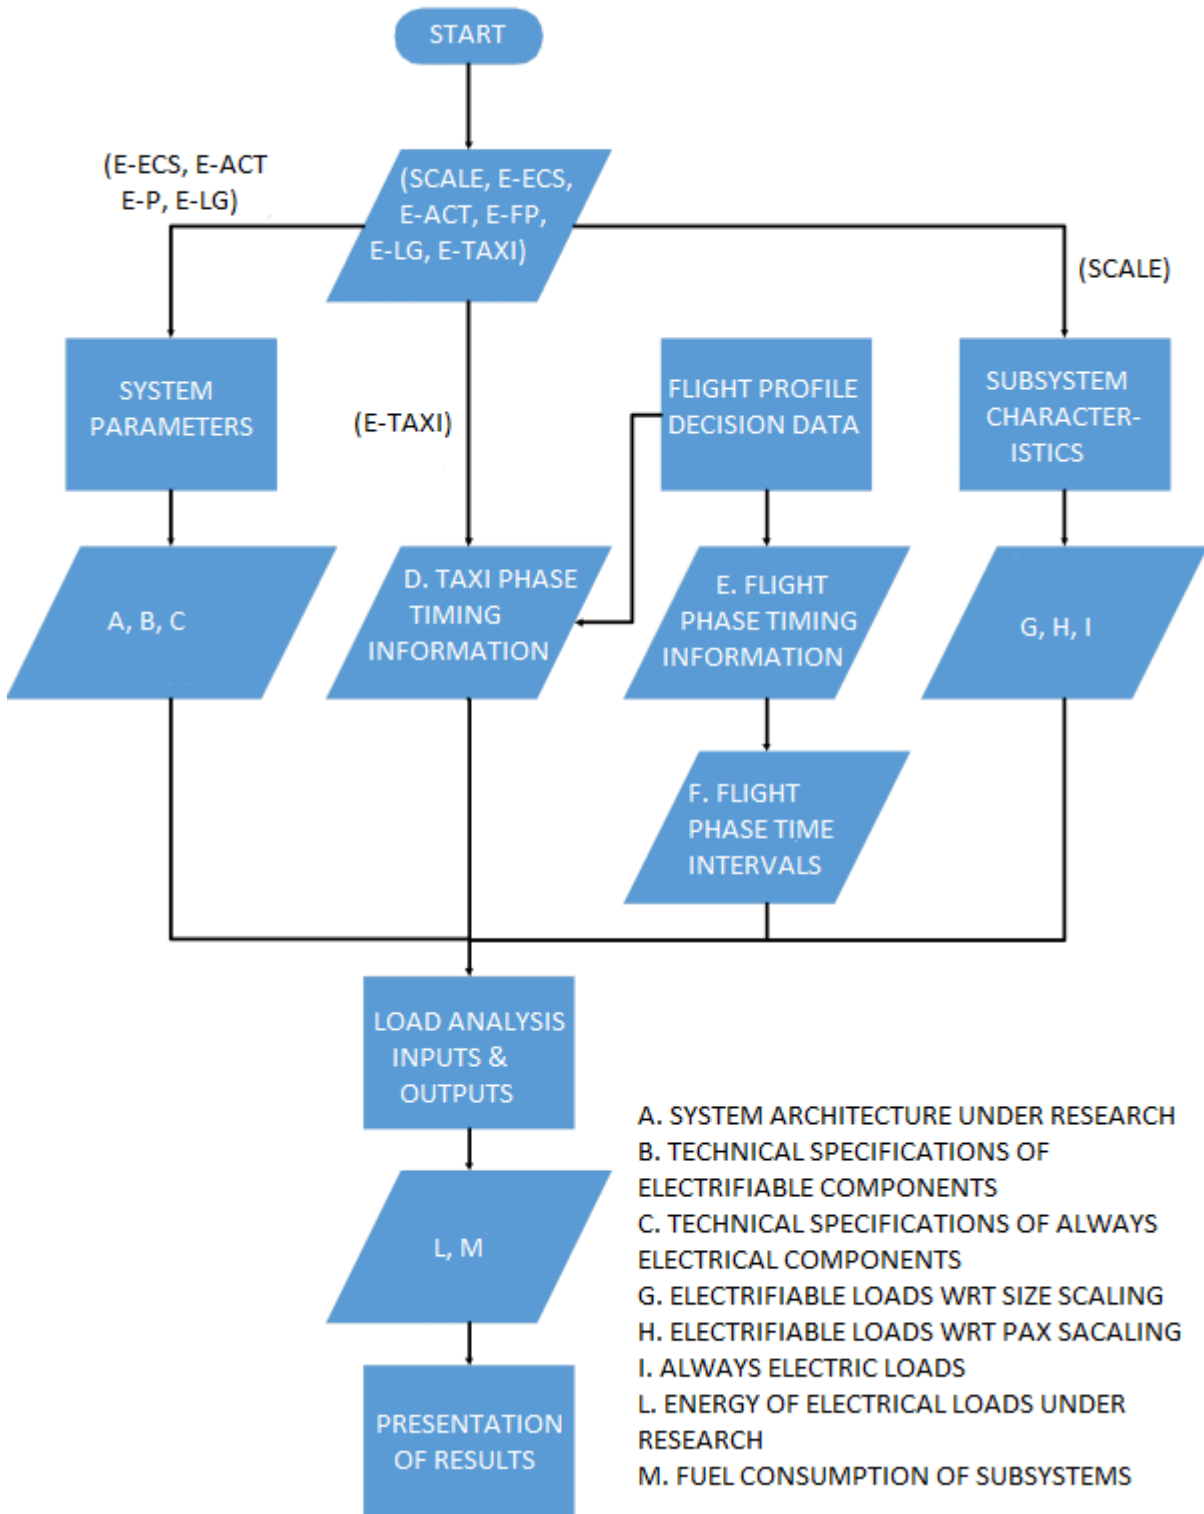 START
(E-ECS, E-ACT
E-P, E-LG)
(SCALE, E-ECS,
E-ACT, E-FP,
E-LG, E-TAXI)
(SCALE)
SYSTEM
PARAMETERS
(E-TAXI)
FLIGHT PROFILE
DECISION DATA
SUBSYSTEM
CHARACTER-
ISTICS
A, B, C
D. TAXI PHASE
TIMING
INFORMATION
E. FLIGHT
PHASE TIMING
INFORMATION
G, H, I
F. FLIGHT
PHASE TIME
INTERVALS
LOAD ANALYSIS
INPUTS &
OUTPUTS
L, M
PRESENTATION
OF RESULTS
A. SYSTEM ARCHITECTURE UNDER RESEARCH
B. TECHNICAL SPECIFICATIONS OF
ELECTRIFIABLE COMPONENTS
C. TECHNICAL SPECIFICATIONS OF ALWAYS
ELECTRICAL COMPONENTS
G. ELECTRIFIABLE LOADS WRT SIZE SCALING
H. ELECTRIFIABLE LOADS WRT PAX SACALING
I. ALWAYS ELECTRIC LOADS
L. ENERGY OF ELECTRICAL LOADS UNDER
RESEARCH
M. FUEL CONSUMPTION OF SUBSYSTEMS